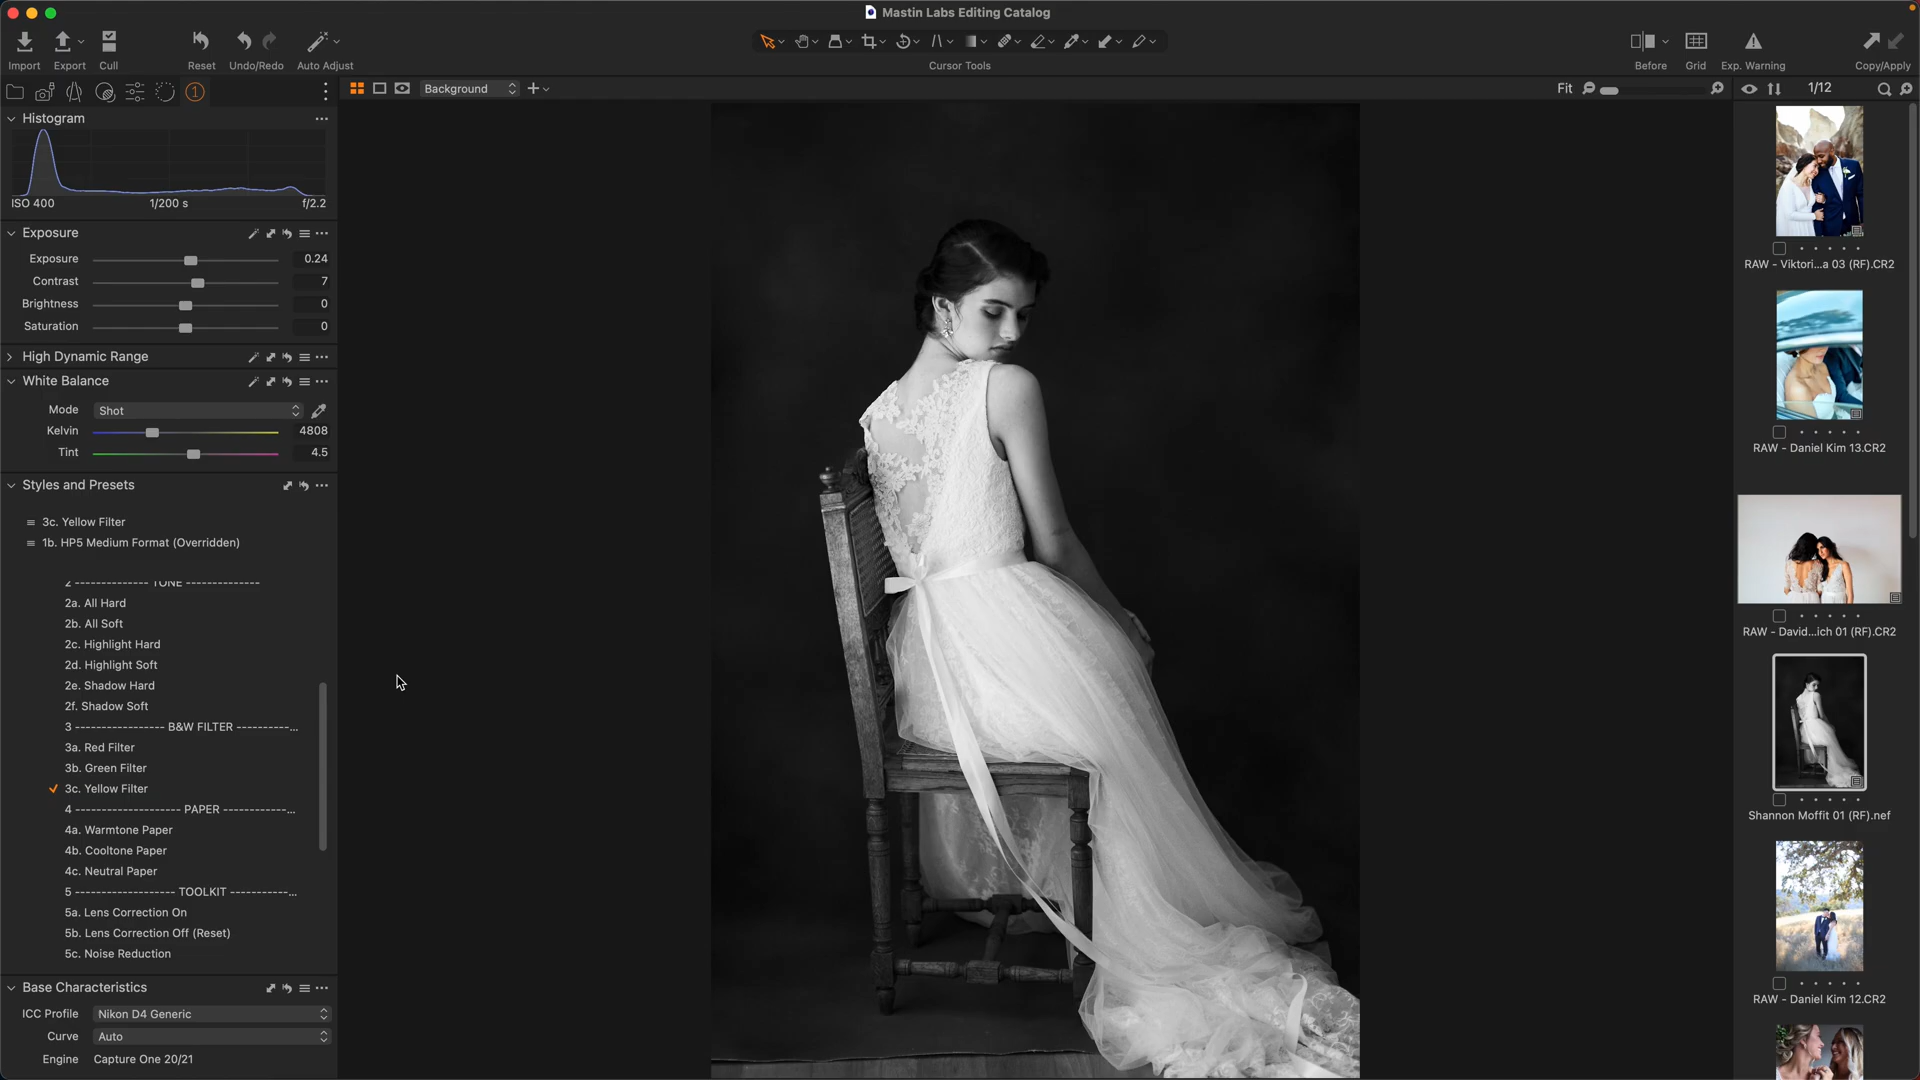 Mastin Labs Editing Catalog
Import
Export
Cull
Reset
Undo/Redo
Auto Adjust
Cursor Tools
Before
Grid
Exp. Warning
Copy/Apply
1
Background
Fit
1/12
Histogram
ISO 400
1/200 s
f/2.2
Exposure
Exposure 0.24
Contrast 7
Brightness 0
Saturation 0
High Dynamic Range
White Balance
Mode Shot
Kelvin 4808
Tint 4.5
Styles and Presets
3c. Yellow Filter
1b. HP5 Medium Format (Overridden)
2 -------------- TONE --------------
2a. All Hard
2b. All Soft
2c. Highlight Hard
2d. Highlight Soft
2e. Shadow Hard
2f. Shadow Soft
3 ----------------- B&W FILTER ----------...
3a. Red Filter
3b. Green Filter
3c. Yellow Filter
4 -------------------- PAPER ------------...
4a. Warmtone Paper
4b. Cooltone Paper
4c. Neutral Paper
5 ------------------- TOOLKIT -----------...
5a. Lens Correction On
5b. Lens Correction Off (Reset)
5c. Noise Reduction
Base Characteristics
ICC Profile Nikon D4 Generic
Curve Auto
Engine Capture One 20/21
RAW - Viktori...a 03 (RF).CR2
RAW - Daniel Kim 13.CR2
RAW - David...ich 01 (RF).CR2
Shannon Moffit 01 (RF).nef
RAW - Daniel Kim 12.CR2